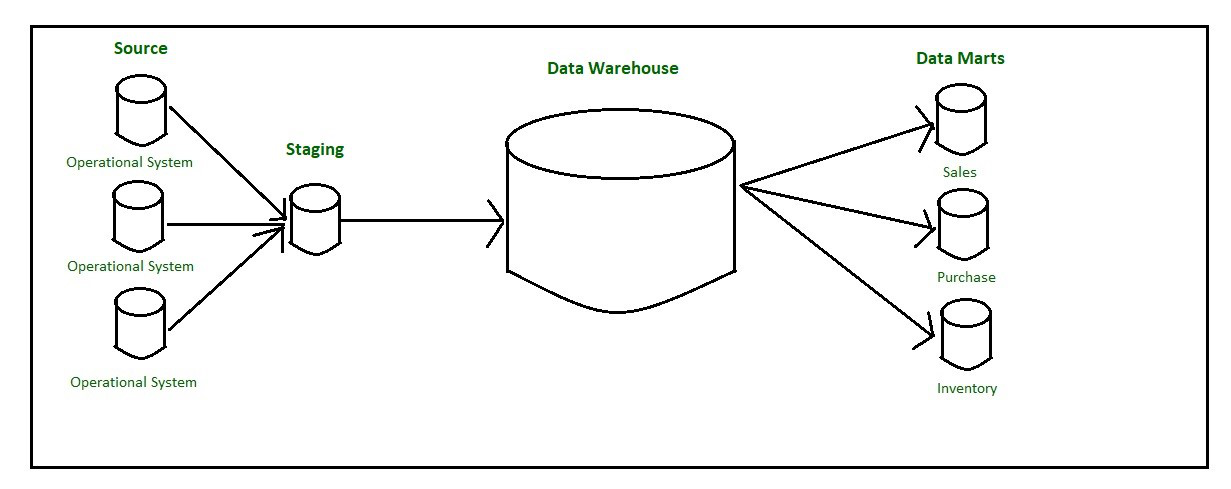 Source
Operational System
Operational System
Operational System
Staging
Data Warehouse
Data Marts
Sales
Purchase
Inventory